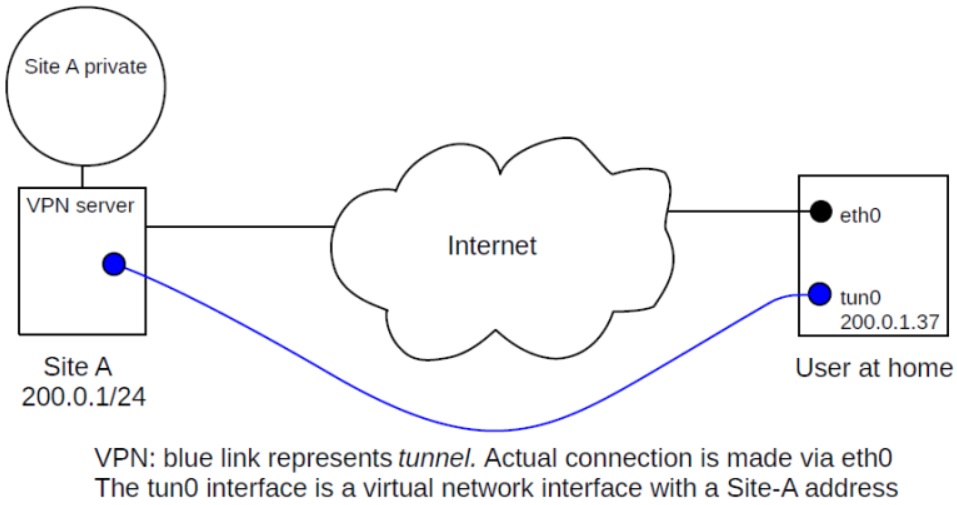 Site A private
VPN server
Internet
eth0
tun0
200.0.1.37
Site A
200.0.1/24
User at home
VPN: blue link represents tunnel. Actual connection is made via eth0
The tun0 interface is a virtual network interface with a Site-A address